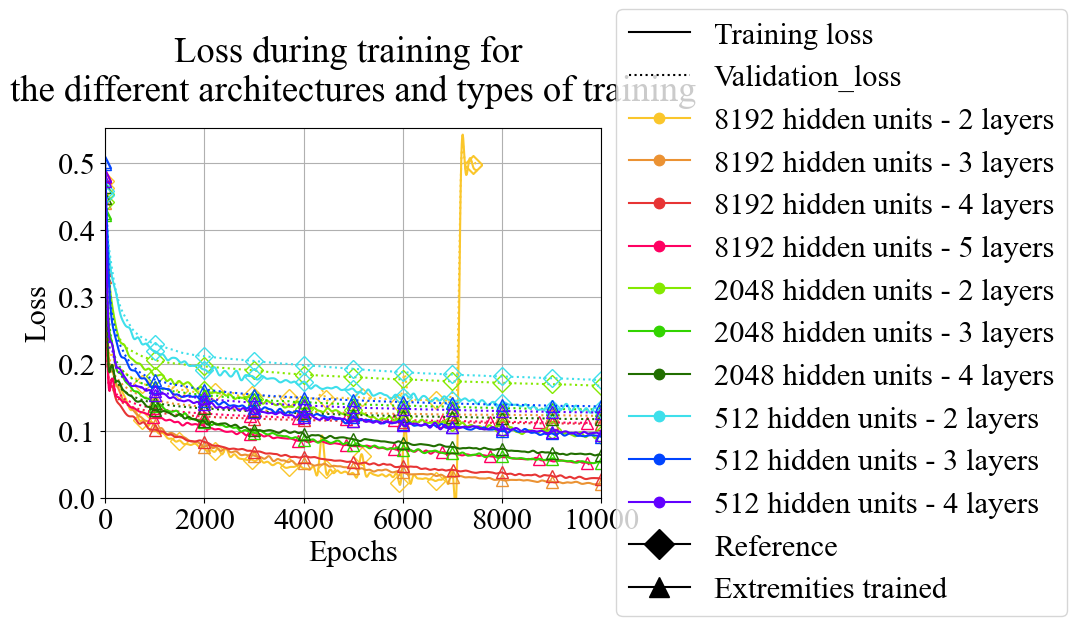 Loss during training for
the different architectures and types of training
Loss
0.5
0.4
0.3
0.2
0.1
0.0
0 2000 4000 6000 8000 10000
Epochs
Training loss
Validation_loss
8192 hidden units - 2 layers
8192 hidden units - 3 layers
8192 hidden units - 4 layers
8192 hidden units - 5 layers
2048 hidden units - 2 layers
2048 hidden units - 3 layers
2048 hidden units - 4 layers
512 hidden units - 2 layers
512 hidden units - 3 layers
512 hidden units - 4 layers
Reference
Extremities trained